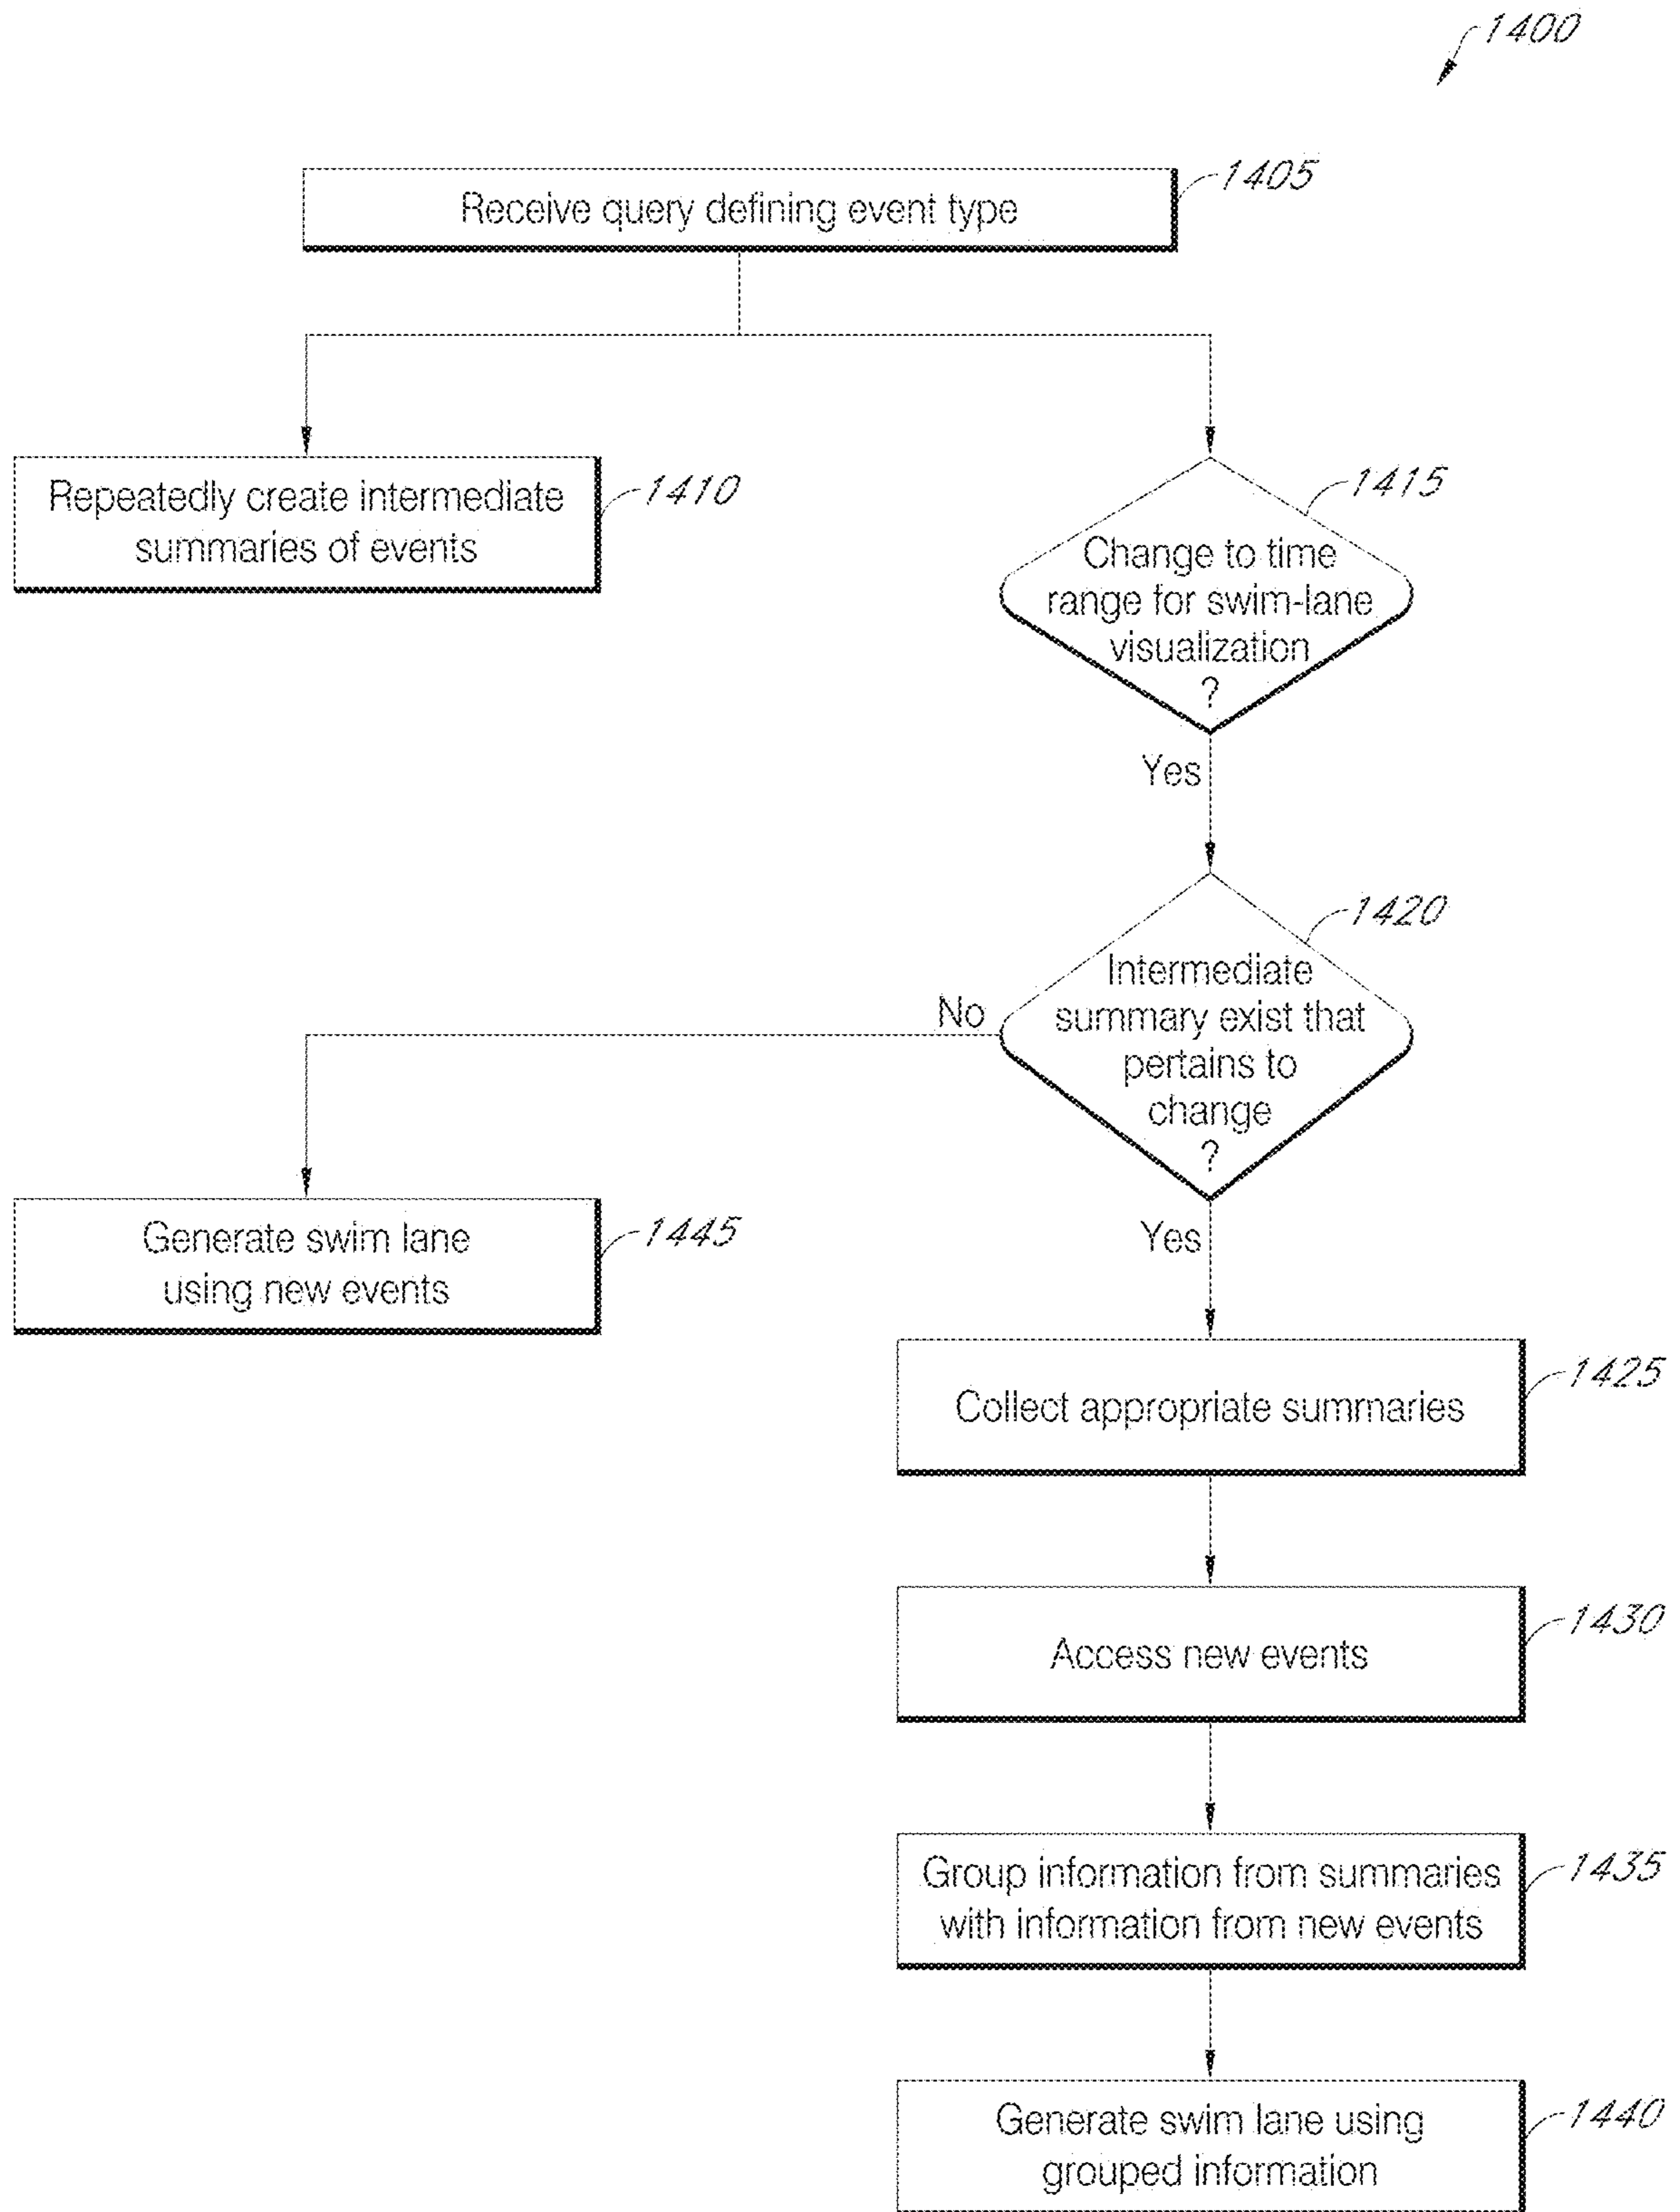 1400
Receive query defining event type
1405
Repeatedly create intermediate
summaries of events
1410
1415
Change to time
range for swim-lane
visualization
?
Yes
1420
Intermediate
summary exist that
pertains to
change
?
No
Generate swim lane
using new events
1445
Yes
Collect appropriate summaries
1425
Access new events
1430
Group information from summaries
with information from new events
1435
Generate swim lane using
grouped information
1440